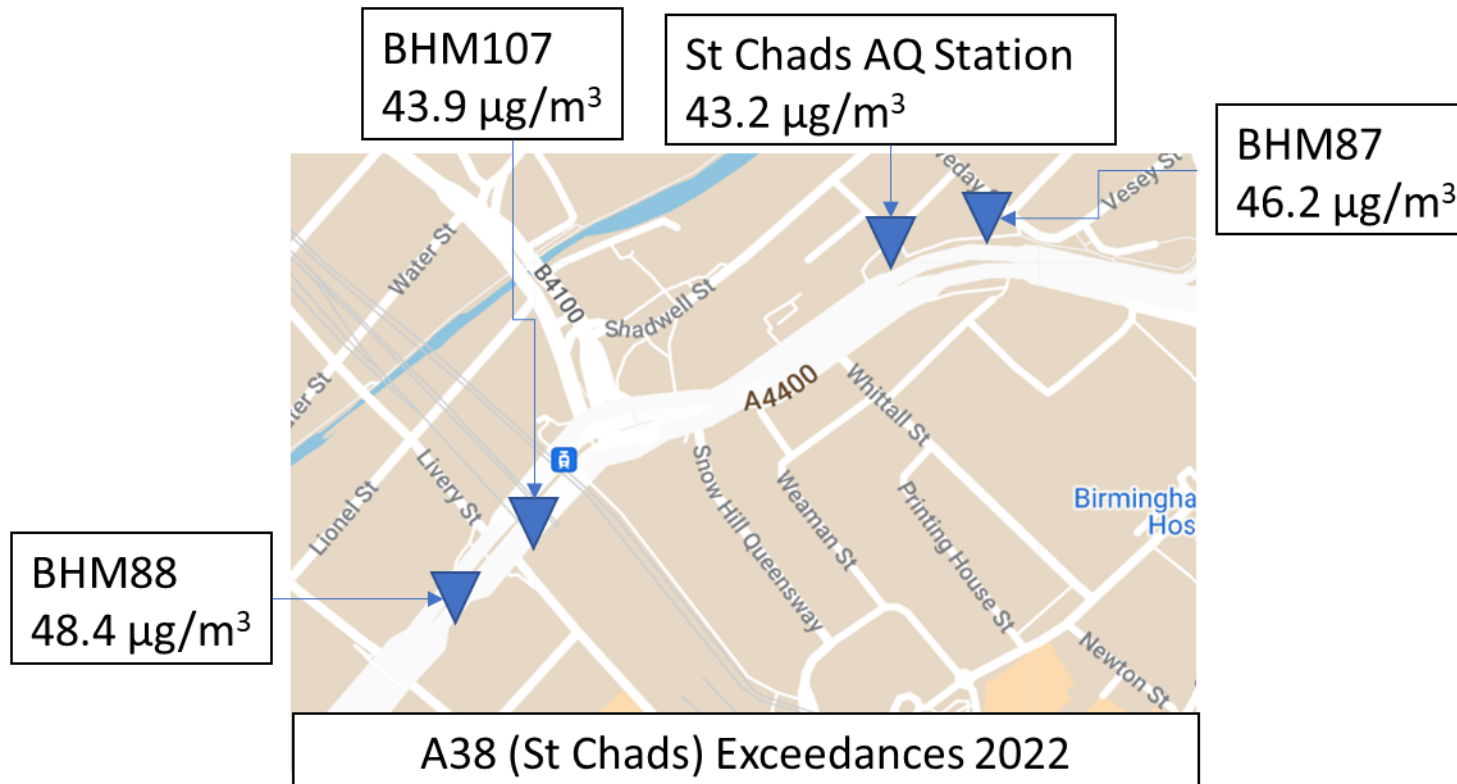 BHM107
43.9 µg/m³
St Chads AQ Station
43.2 µg/m³
BHM87
46.2 µg/m³
Vesey St
Water St
B4100
Shadwell St
A4400
Whittall St
Livery St
Lionel St
Snow Hill Queensway
Weaman St
Printing House St
Newton St
BHM88
48.4 µg/m³
A38 (St Chads) Exceedances 2022